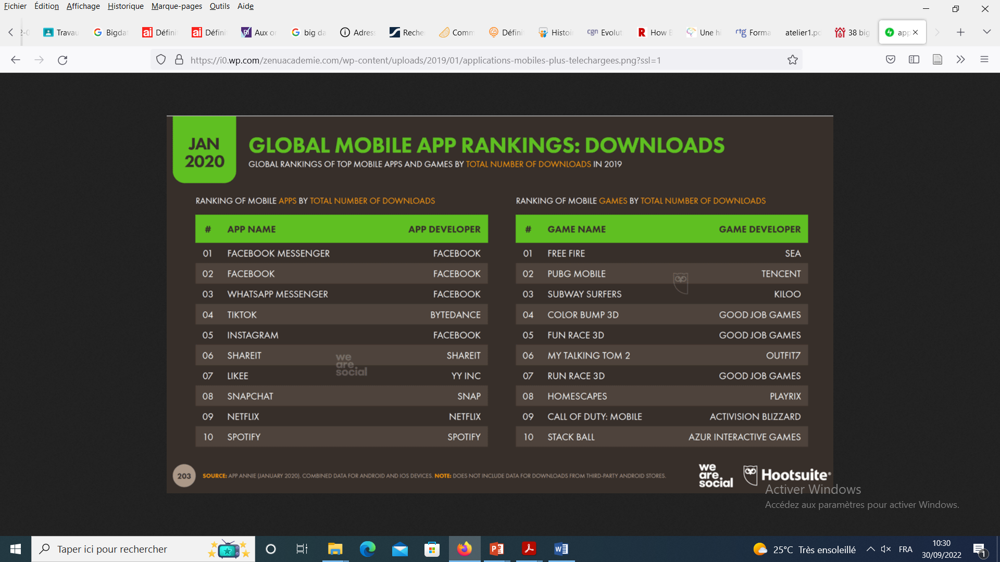 Fichier Édition Affichage Historique Marque-pages Outils Aide
Travau Bigdat Défini Défini Aux or big da Adress Reche Comm Défini Histoi cgn Evolut How B Une hi rtg Forma atelier1.pd 38 big app
https://i0.wp.com/zenuacademie.com/wp-content/uploads/2019/01/applications-mobiles-plus-telechargees.png?ssl=1
JAN
2020
GLOBAL MOBILE APP RANKINGS: DOWNLOADS
GLOBAL RANKINGS OF TOP MOBILE APPS AND GAMES BY TOTAL NUMBER OF DOWNLOADS IN 2019
RANKING OF MOBILE APPS BY TOTAL NUMBER OF DOWNLOADS
# APP NAME APP DEVELOPER
01 FACEBOOK MESSENGER FACEBOOK
02 FACEBOOK FACEBOOK
03 WHATSAPP MESSENGER FACEBOOK
04 TIKTOK BYTEDANCE
05 INSTAGRAM FACEBOOK
06 SHAREIT SHAREIT
07 LIKEE YY INC
08 SNAPCHAT SNAP
09 NETFLIX NETFLIX
10 SPOTIFY SPOTIFY
we
are
social
RANKING OF MOBILE GAMES BY TOTAL NUMBER OF DOWNLOADS
# GAME NAME GAME DEVELOPER
01 FREE FIRE SEA
02 PUBG MOBILE TENCENT
03 SUBWAY SURFERS KILOO
04 COLOR BUMP 3D GOOD JOB GAMES
05 FUN RACE 3D GOOD JOB GAMES
06 MY TALKING TOM 2 OUTFIT7
07 RUN RACE 3D GOOD JOB GAMES
08 HOMESCAPES PLAYRIX
09 CALL OF DUTY: MOBILE ACTIVISION BLIZZARD
10 STACK BALL AZUR INTERACTIVE GAMES
203 SOURCE: APP ANNIE (JANUARY 2020). COMBINED DATA FOR ANDROID AND IOS DEVICES. NOTE: DOES NOT INCLUDE DATA FOR DOWNLOADS FROM THIRD-PARTY ANDROID STORES.
we
are
social
Hootsuite®
Activer Windows
Accédez aux paramètres pour activer Windows.
Taper ici pour rechercher
25°C Très ensoleillé
FRA
10:30
30/09/2022
1